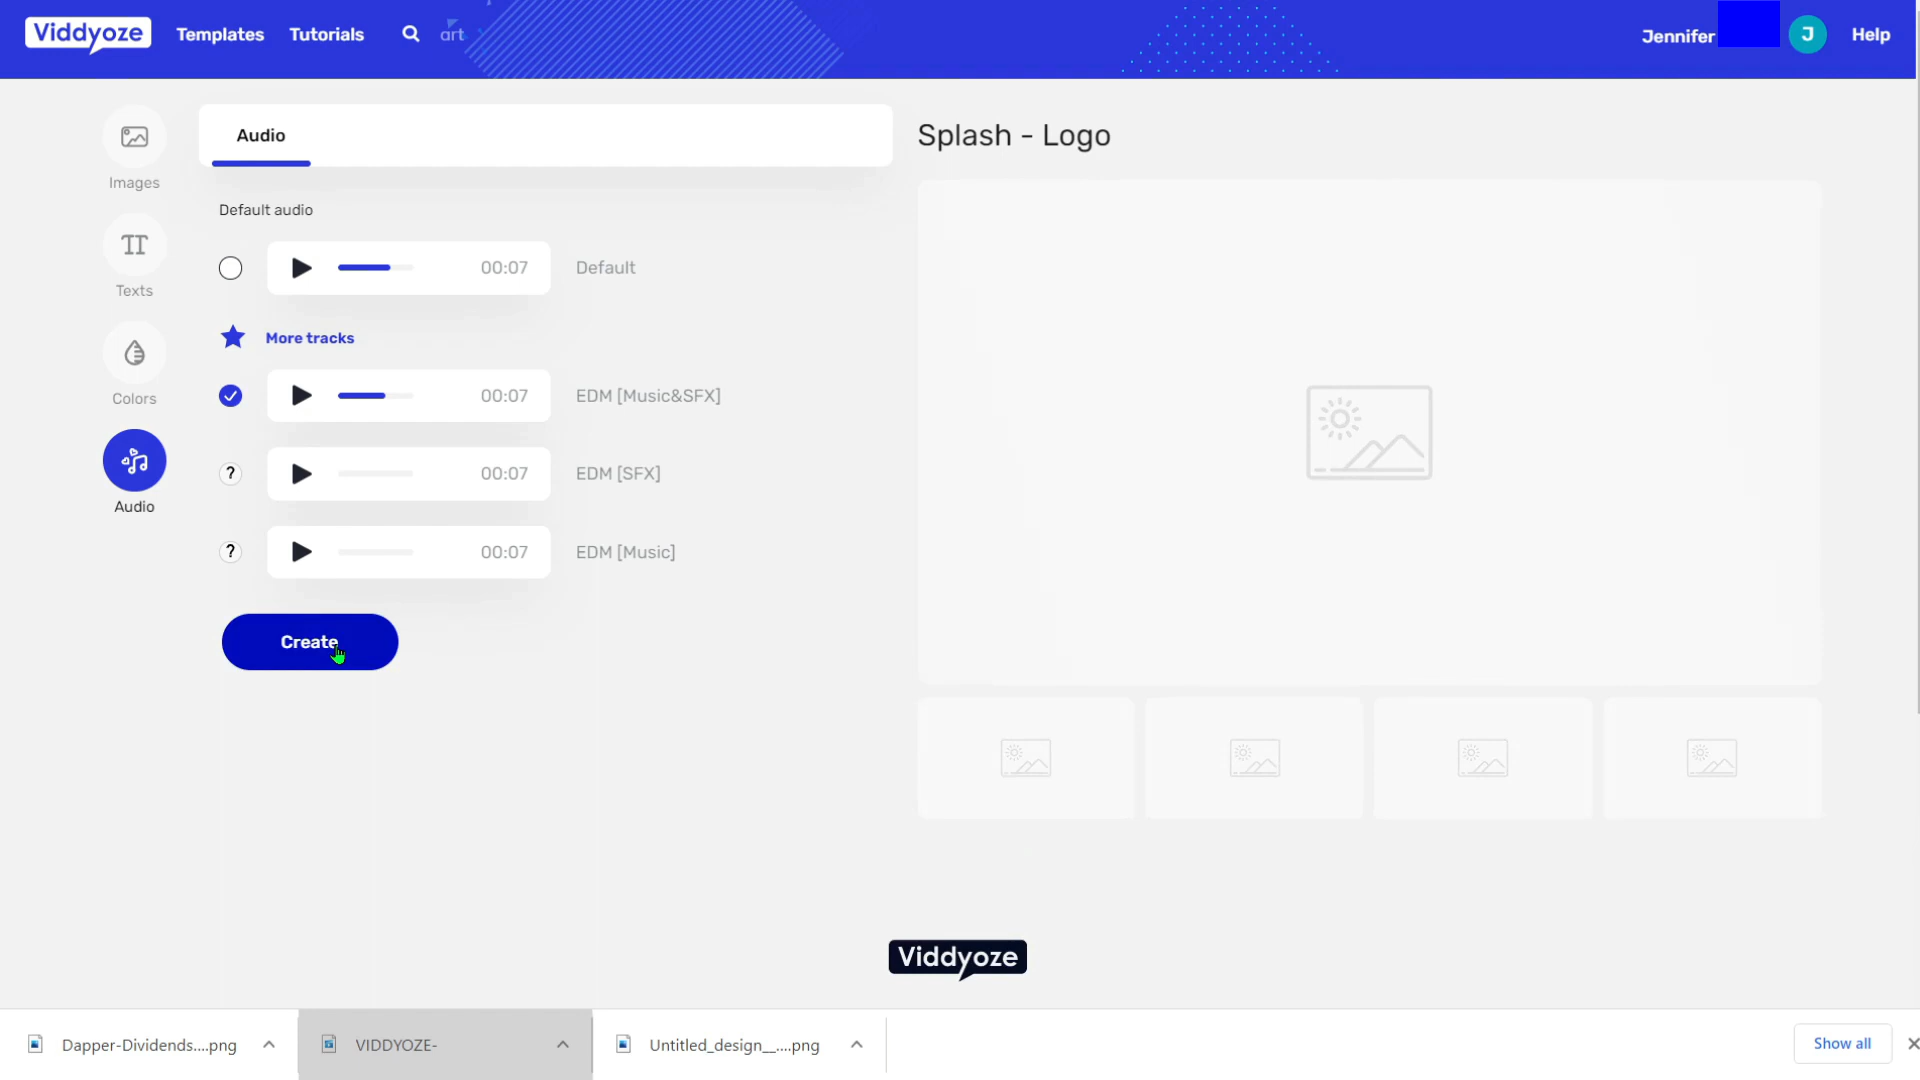 Viddyoze Templates Tutorials art Jennifer J Help
Images
Texts
Colors
Audio
Audio
Default audio
00:07 Default
More tracks
00:07 EDM [Music&SFX]
? 00:07 EDM [SFX]
? 00:07 EDM [Music]
Create
Splash - Logo
Viddyoze
Dapper-Dividends....png
VIDDYOZE-
Untitled_design__....png
Show all